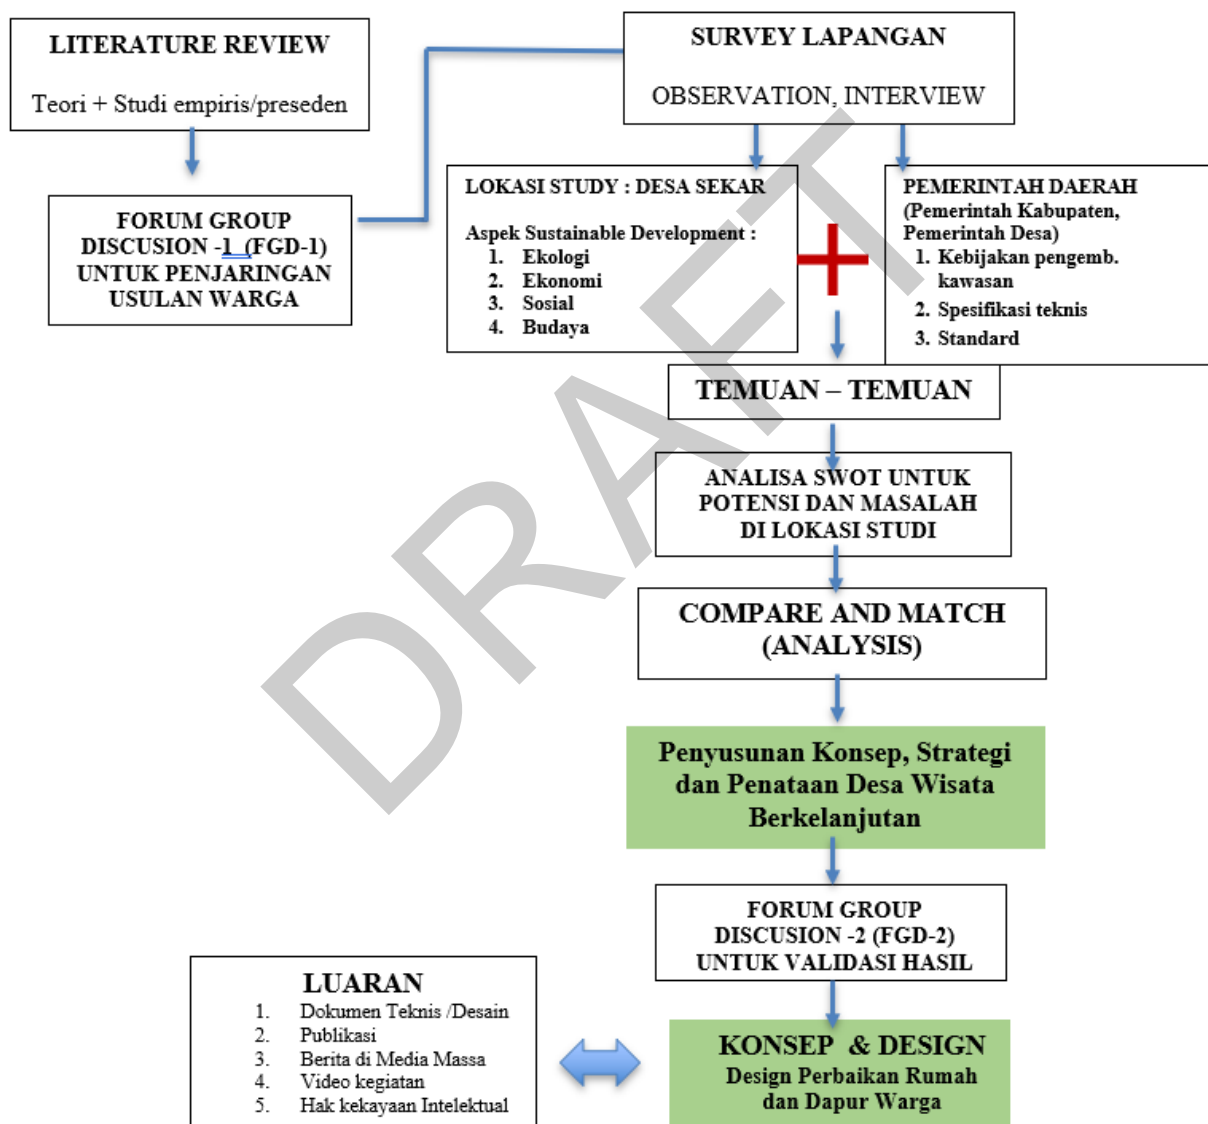 LITERATURE REVIEW
Teori + Studi empiris/preseden
FORUM GROUP
DISCUSION -1 (FGD-1)
UNTUK PENJARINGAN
USULAN WARGA
SURVEY LAPANGAN
OBSERVATION, INTERVIEW
LOKASI STUDY : DESA SEKAR
Aspek Sustainable Development :
1. Ekologi
2. Ekonomi
3. Sosial
4. Budaya
PEMERINTAH DAERAH
(Pemerintah Kabupaten,
Pemerintah Desa)
1. Kebijakan pengemb.
kawasan
2. Spesifikasi teknis
3. Standard
TEMUAN – TEMUAN
ANALISA SWOT UNTUK
POTENSI DAN MASALAH
DI LOKASI STUDI
COMPARE AND MATCH
(ANALYSIS)
Penyusunan Konsep, Strategi
dan Penataan Desa Wisata
Berkelanjutan
FORUM GROUP
DISCUSION -2 (FGD-2)
UNTUK VALIDASI HASIL
KONSEP & DESIGN
Design Perbaikan Rumah
dan Dapur Warga
LUARAN
1. Dokumen Teknis /Desain
2. Publikasi
3. Berita di Media Massa
4. Video kegiatan
5. Hak kekayaan Intelektual
DRAFT